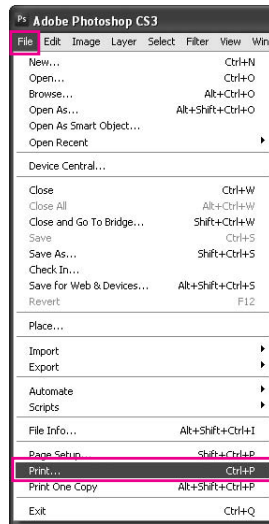 Ps Adobe Photoshop CS3
File Edit Image Layer Select Filter View Win
New... Ctrl+N
Open... Ctrl+O
Browse... Alt+Ctrl+O
Open As... Alt+Shift+Ctrl+O
Open As Smart Object...
Open Recent
Device Central...
Close Ctrl+W
Close All Alt+Ctrl+W
Close and Go To Bridge... Shift+Ctrl+W
Save Ctrl+S
Save As... Shift+Ctrl+S
Check In...
Save for Web & Devices... Alt+Shift+Ctrl+S
Revert F12
Place...
Import
Export
Automate
Scripts
File Info... Alt+Shift+Ctrl+I
Page Setup... Shift+Ctrl+P
Print... Ctrl+P
Print One Copy Alt+Shift+Ctrl+P
Exit Ctrl+Q